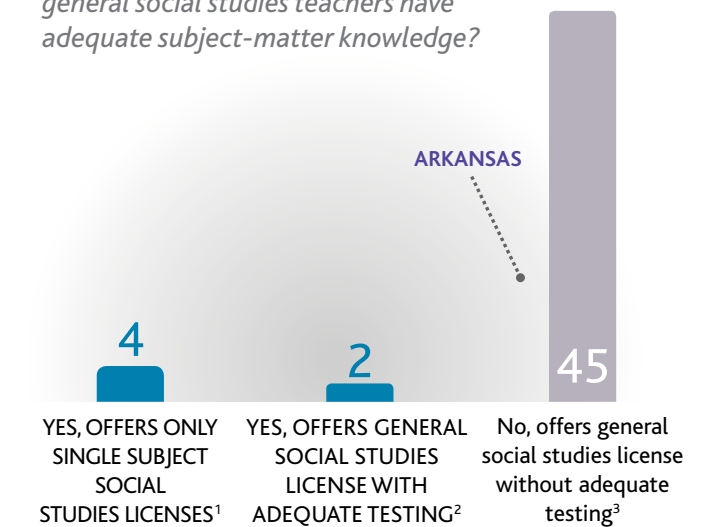 general social studies teachers have
adequate subject-matter knowledge?
ARKANSAS
4
2
45
YES, OFFERS ONLY
SINGLE SUBJECT
SOCIAL
STUDIES LICENSES¹
YES, OFFERS GENERAL
SOCIAL STUDIES
LICENSE WITH
ADEQUATE TESTING²
No, offers general
social studies license
without adequate
testing³